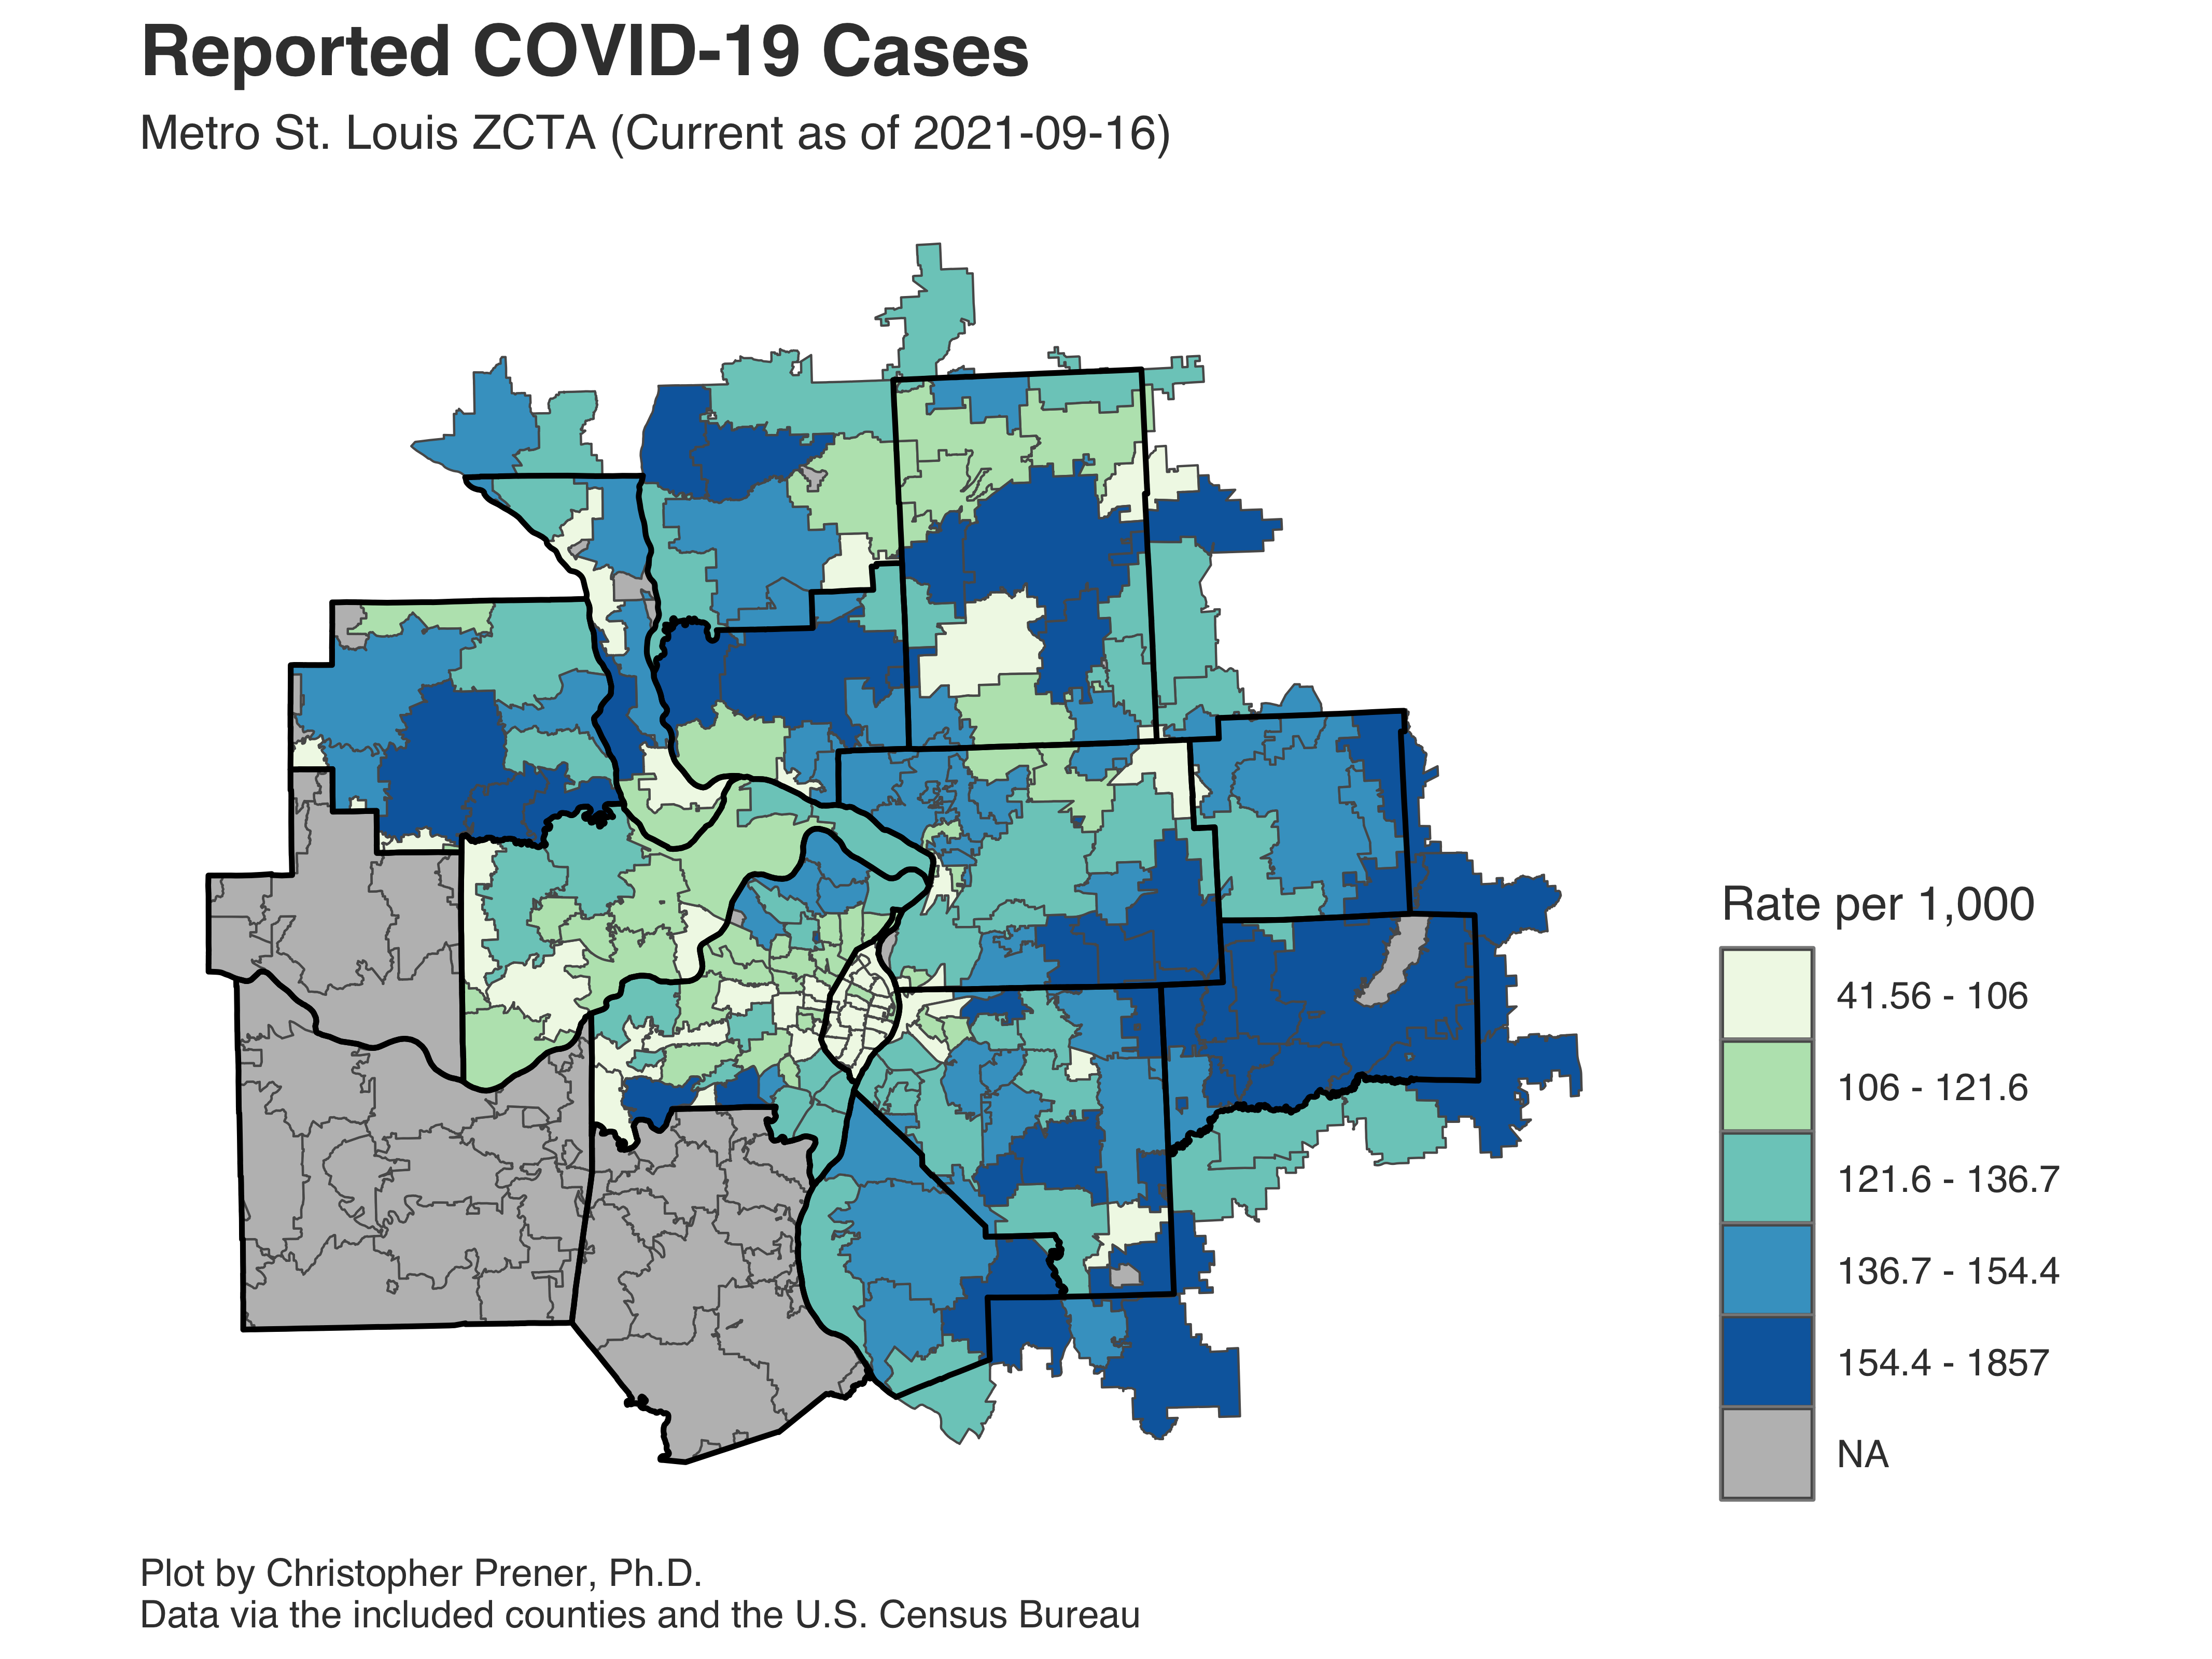 Reported COVID-19 Cases
Metro St. Louis ZCTA (Current as of 2021-09-16)
Rate per 1,000
41.56 - 106
106 - 121.6
121.6 - 136.7
136.7 - 154.4
154.4 - 1857
NA
Plot by Christopher Prener, Ph.D.
Data via the included counties and the U.S. Census Bureau